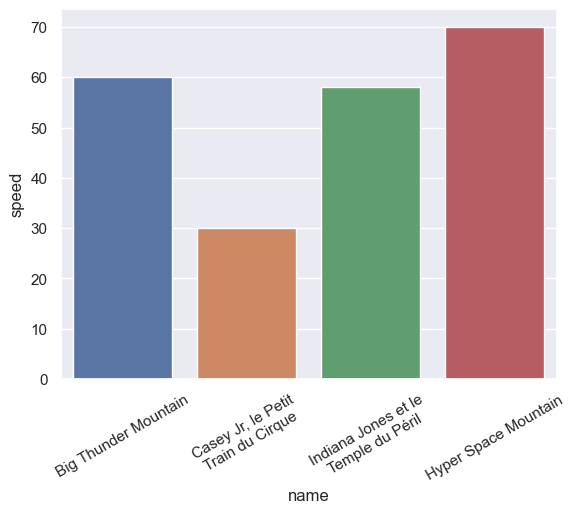 70
60
50
40
30
20
10
0
speed
Big Thunder Mountain
Casey Jr, le Petit
Train du Cirque
Indiana Jones et le
Temple du Péril
Hyper Space Mountain
name